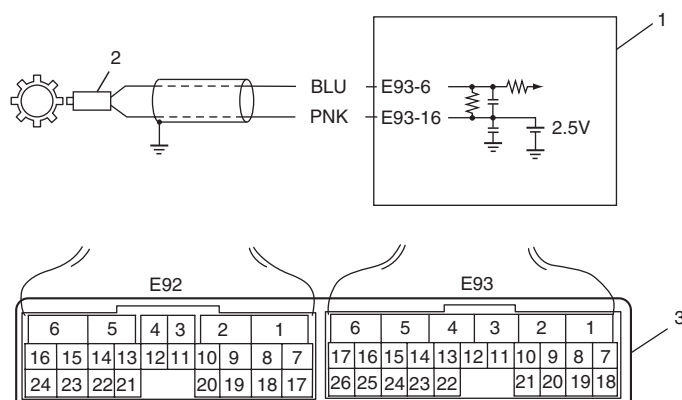 1
2
BLU E93-6
PNK E93-16
2.5V
E92 E93
3
6 5 4 3 2 1 6 5 4 3 2 1
16 15 14 13 12 11 10 9 8 7 17 16 15 14 13 12 11 10 9 8 7
24 23 22 21 20 19 18 17 26 25 24 23 22 21 20 19 18